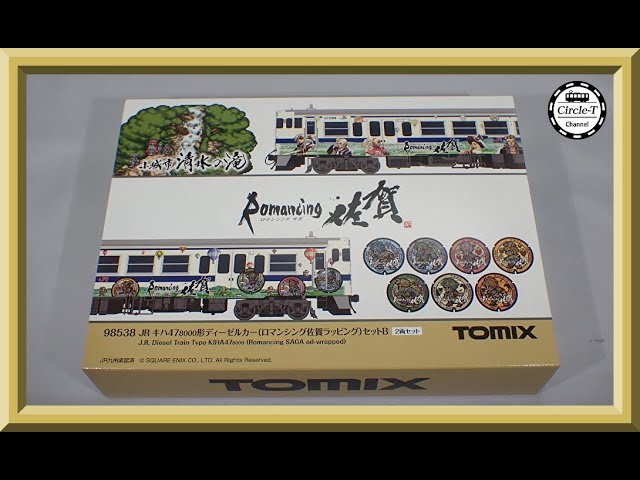 Circle-T
Channel
小城市 清水の滝
Romancing 佐賀
Romancing 佐賀
ロマンシング サガ
98538 JR キハ47 8000形ディーゼルカー(ロマンシング佐賀ラッピング)セットB 2両セット
J.R. Diesel Train Type KIHA47 8000 (Romancing SAGA ad-wrapped)
TOMIX
JR九州承認済 © SQUARE ENIX CO., LTD. All Rights Reserved.
TOMIX